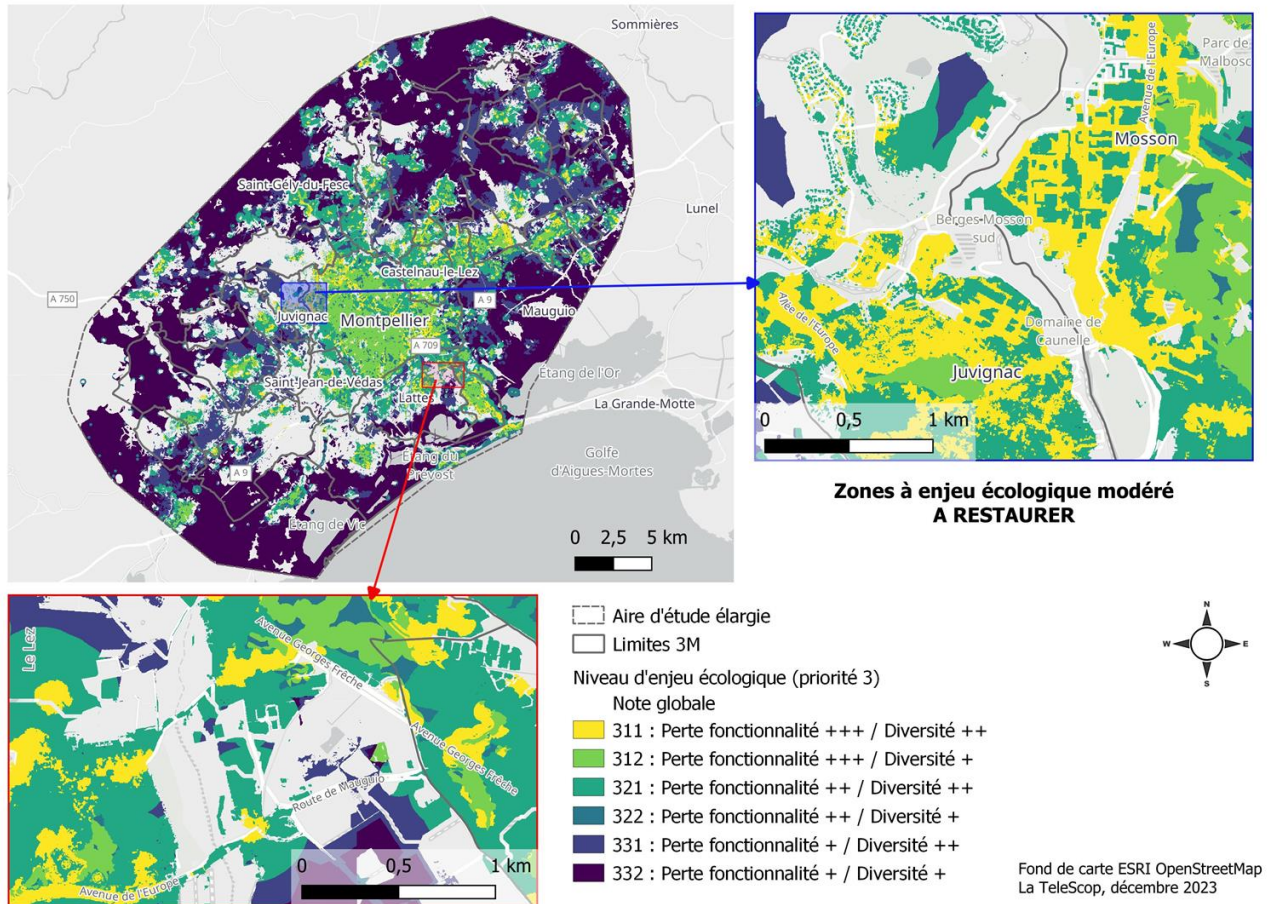 Sommières
Saint-Gély-du-Fesc
Lunel
Castelnau-le-Lez
A 750
A 9
Juvignac
Montpellier
Mauguio
A 709
Étang de l'Or
Saint-Jean-de-Védas
Lattes
La Grande-Motte
A 9
Étang du
Prévost
Golfe
d'Aigues-Mortes
Étang de Vic
0 2,5 5 km
Parc de
Malbosc
Avenue de l'Europe
Mosson
Berges Mosson
sud
Allée de l'Europe
Domaine de
Caunelle
Juvignac
0 0,5 1 km
Zones à enjeu écologique modéré
A RESTAURER
Le Lez
Avenue Georges Frêche
Avenue Georges Frêche
Route de Mauguio
Avenue de l'Europe
0 0,5 1 km
Aire d'étude élargie
Limites 3M
Niveau d'enjeu écologique (priorité 3)
Note globale
311 : Perte fonctionnalité +++ / Diversité ++
312 : Perte fonctionnalité +++ / Diversité +
321 : Perte fonctionnalité ++ / Diversité ++
322 : Perte fonctionnalité ++ / Diversité +
331 : Perte fonctionnalité + / Diversité ++
332 : Perte fonctionnalité + / Diversité +
N
W E
S
Fond de carte ESRI OpenStreetMap
La TeleScop, décembre 2023